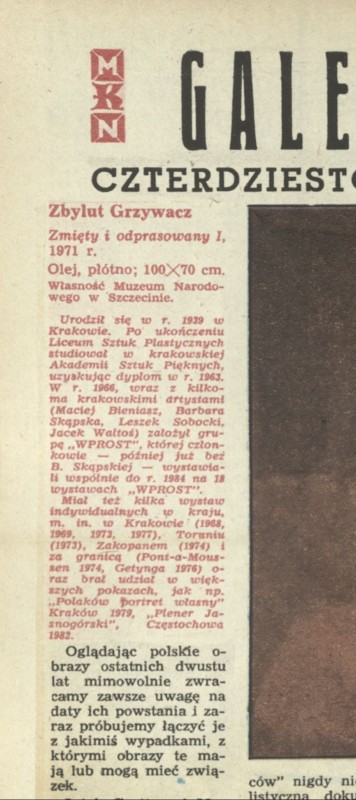 MKN
GALE
CZTERDZIESTO
Zbylut Grzywacz
Zmięty i odprasowany I,
1971 r.
Olej, płótno; 100×70 cm.
Własność Muzeum Narodo-
wego w Szczecinie.
Urodził się w r. 1939 w
Krakowie. Po ukończeniu
Liceum Sztuk Plastycznych
studiował w krakowskiej
Akademii Sztuk Pięknych,
uzyskując dyplom w r. 1963.
W r. 1966, wraz z kilko-
ma krakowskimi artystami
(Maciej Bieniasz, Barbara
Skąpska, Leszek Sobocki,
Jacek Waltoś) założył gru-
pę „WPROST”, której człon-
kowie — później już bez
B. Skąpskiej — wystawia-
li wspólnie do r. 1984 na 18
wystawach „WPROST”.
Miał też kilka wystaw
indywidualnych w kraju,
m. in. w Krakowie (1968,
1969, 1973, 1977), Toruniu
(1973), Zakopanem (1974) i
za granicą (Pont-a-Mous-
sen 1974, Getynga 1976) o-
raz brał udział w więk-
szych pokazach, jak np.
„Polaków portret własny”
Kraków 1979, „Plener Ja-
snogórski”, Częstochowa
1982.
Oglądając polskie o-
brazy ostatnich dwustu
lat mimowolnie zwra-
camy zawsze uwagę na
daty ich powstania i za-
raz próbujemy łączyć je
z jakimiś wypadkami, z
którymi obrazy te ma-
ją lub mogą mieć zwią-
zek.
ców” nigdy nie
listyczna doku